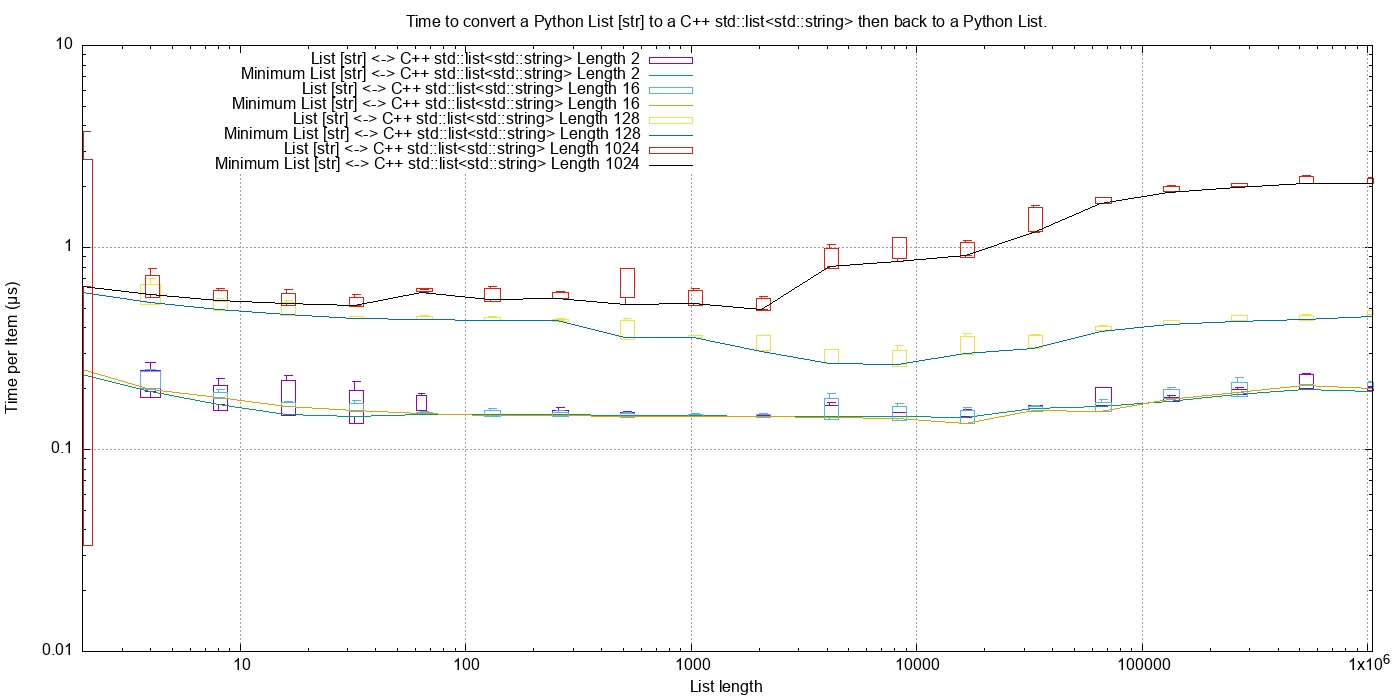 Time to convert a Python List [str] to a C++ std::list<std::string> then back to a Python List.
10
1
0.1
0.01
Time per Item (µs)
List [str] <-> C++ std::list<std::string> Length 2
Minimum List [str] <-> C++ std::list<std::string> Length 2
List [str] <-> C++ std::list<std::string> Length 16
Minimum List [str] <-> C++ std::list<std::string> Length 16
List [str] <-> C++ std::list<std::string> Length 128
Minimum List [str] <-> C++ std::list<std::string> Length 128
List [str] <-> C++ std::list<std::string> Length 1024
Minimum List [str] <-> C++ std::list<std::string> Length 1024
10 100 1000 10000 100000 1x10^6
List length